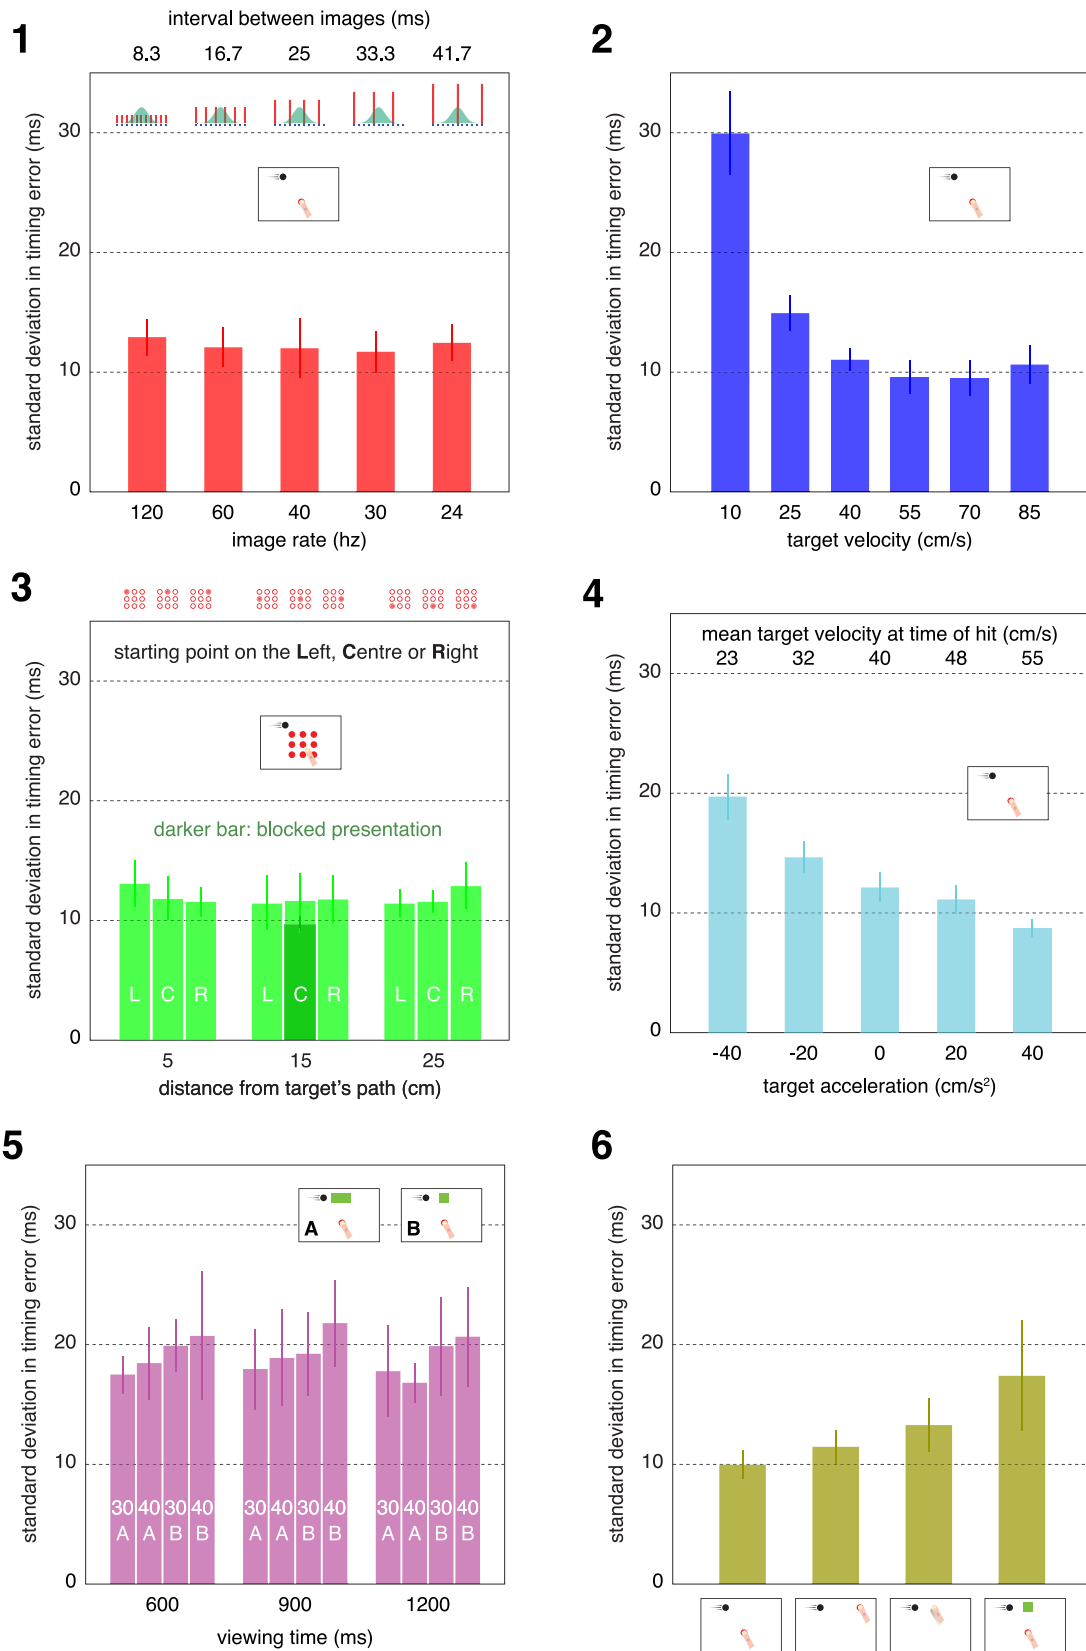 1
interval between images (ms)
8.3 16.7 25 33.3 41.7
standard deviation in timing error (ms)
30
20
10
0
120 60 40 30 24
image rate (hz)
2
standard deviation in timing error (ms)
30
20
10
0
10 25 40 55 70 85
target velocity (cm/s)
3
starting point on the Left, Centre or Right
standard deviation in timing error (ms)
30
20
darker bar: blocked presentation
10
L C R L C R L C R
0
5 15 25
distance from target's path (cm)
4
mean target velocity at time of hit (cm/s)
23 32 40 48 55
standard deviation in timing error (ms)
30
20
10
0
-40 -20 0 20 40
target acceleration (cm/s²)
5
A B
standard deviation in timing error (ms)
30
20
10
30 40 30 40 30 40 30 40 30 40 30 40
A A B B A A B B A A B B
0
600 900 1200
viewing time (ms)
6
standard deviation in timing error (ms)
30
20
10
0